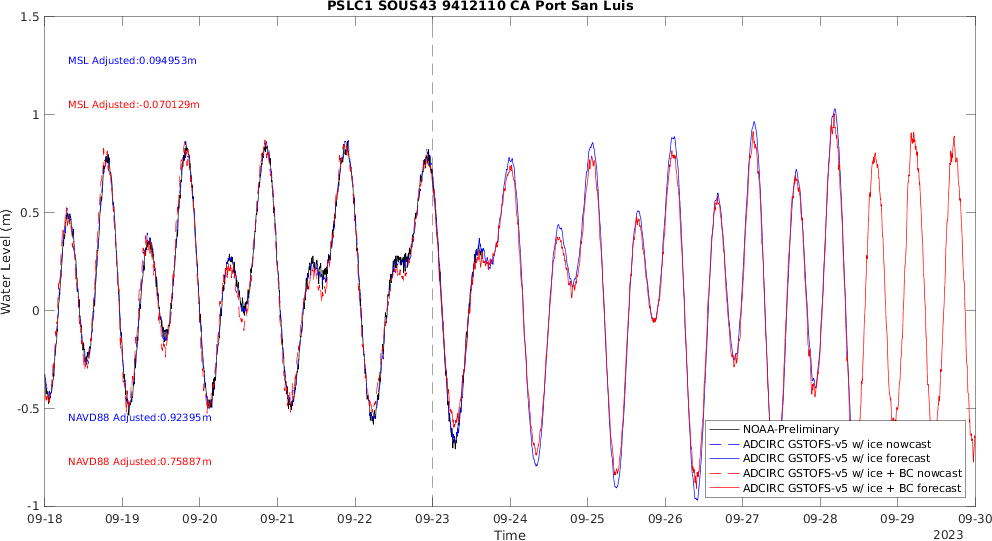 PSLC1 SOUS43 9412110 CA Port San Luis
1.5
1
0.5
0
-0.5
-1
Water Level (m)
MSL Adjusted:0.094953m
MSL Adjusted:-0.070129m
NAVD88 Adjusted:0.92395m
NAVD88 Adjusted:0.75887m
NOAA-Preliminary
ADCIRC GSTOFS-v5 w/ ice nowcast
ADCIRC GSTOFS-v5 w/ ice forecast
ADCIRC GSTOFS-v5 w/ ice + BC nowcast
ADCIRC GSTOFS-v5 w/ ice + BC forecast
09-18 09-19 09-20 09-21 09-22 09-23 09-24 09-25 09-26 09-27 09-28 09-29 09-30
Time
2023